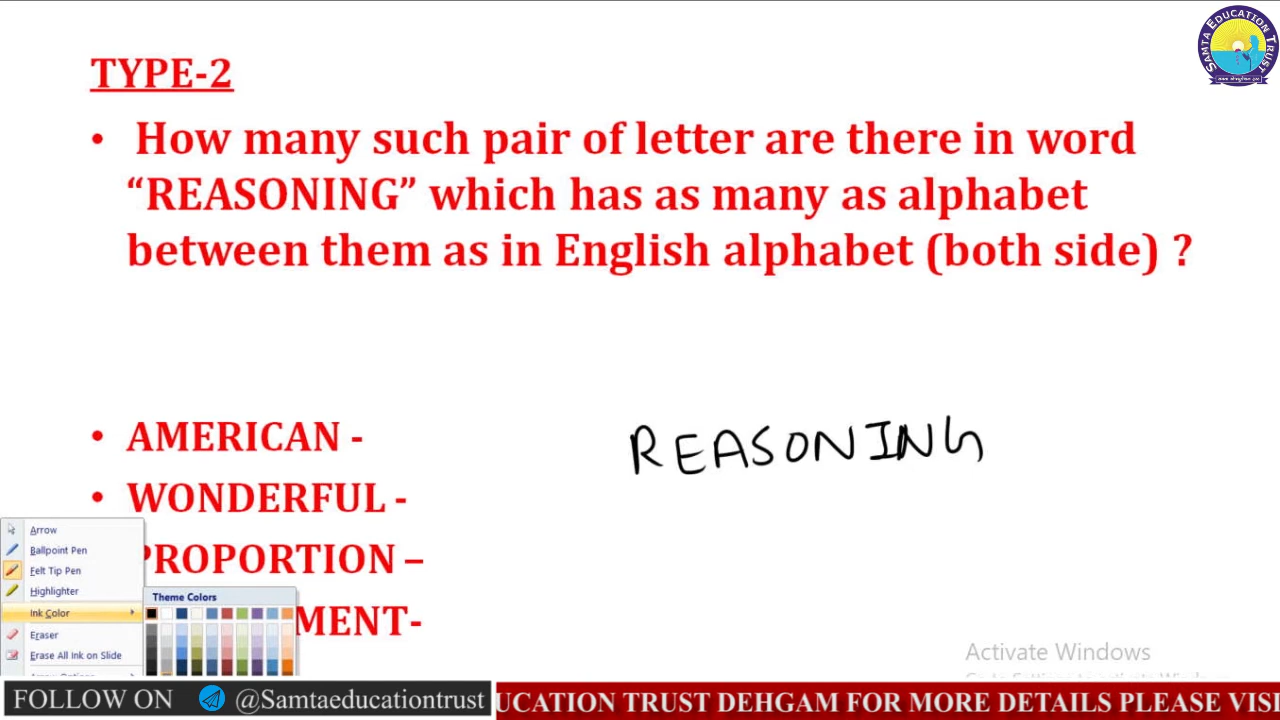 TYPE-2
• How many such pair of letter are there in word
“REASONING” which has as many as alphabet
between them as in English alphabet (both side) ?
• AMERICAN -
REASONING
• WONDERFUL -
PROPORTION –
MENT-
Arrow
Ballpoint Pen
Felt Tip Pen
Highlighter
Ink Color
Eraser
Erase All Ink on Slide
Theme Colors
SAMTA EDUCATION TRUST
Activate Windows
FOLLOW ON @Samtaeducationtrust
UCATION TRUST DEHGAM FOR MORE DETAILS PLEASE VISI